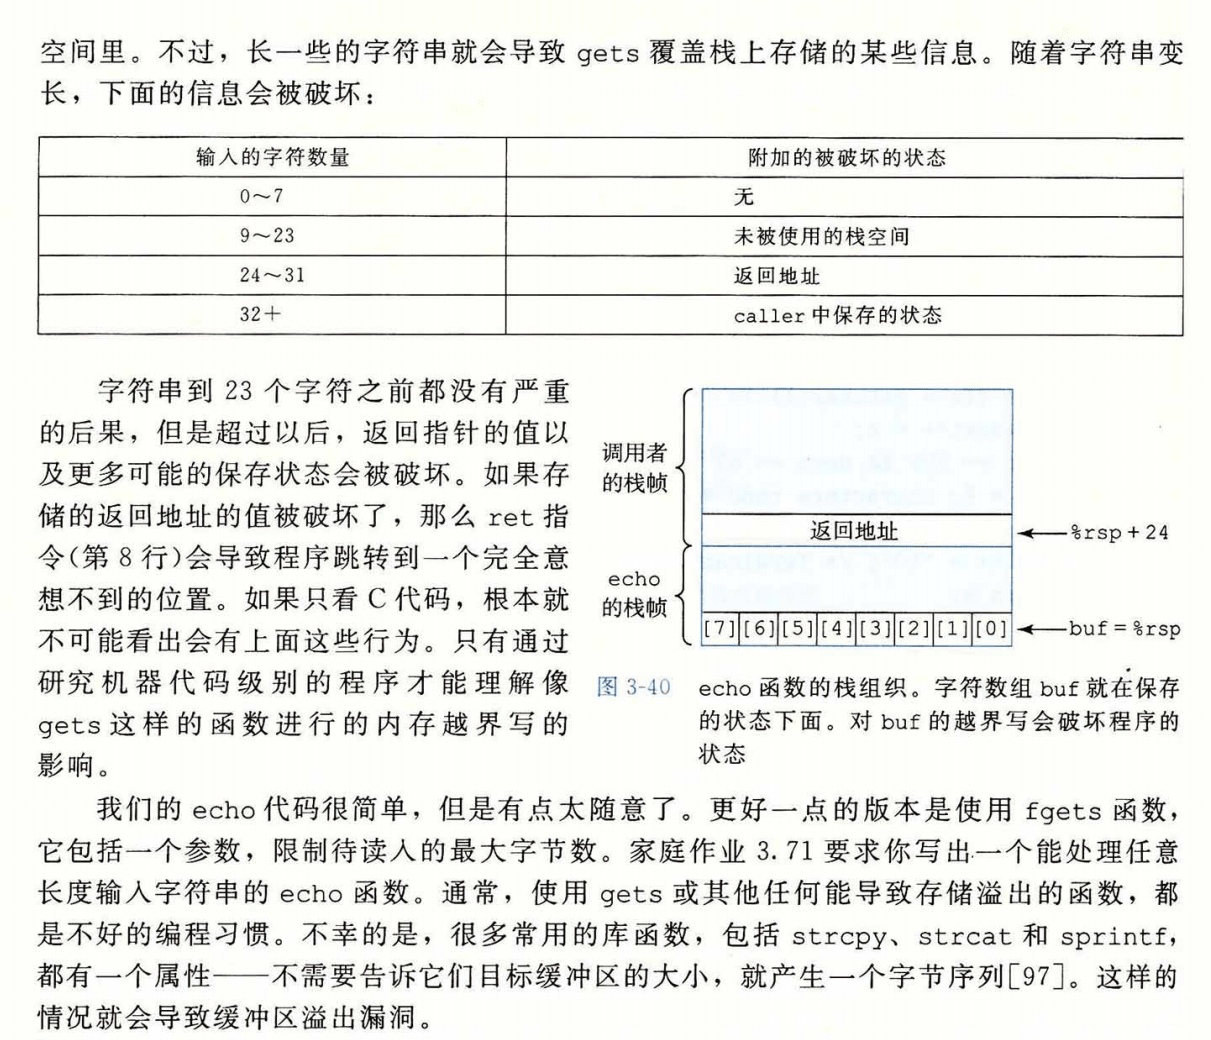 空间里。不过，长一些的字符串就会导致 gets 覆盖栈上存储的某些信息。随着字符串变
长，下面的信息会被破坏：
输入的字符数量 附加的被破坏的状态
0～7 无
9～23 未被使用的栈空间
24～31 返回地址
32+ caller 中保存的状态
字符串到 23 个字符之前都没有严重
的后果，但是超过以后，返回指针的值以
及更多可能的保存状态会被破坏。如果存
储的返回地址的值被破坏了，那么 ret 指
令(第 8 行)会导致程序跳转到一个完全意
想不到的位置。如果只看 C 代码，根本就
不可能看出会有上面这些行为。只有通过
研究机器代码级别的程序才能理解像
gets 这样的函数进行的内存越界写的
影响。
调用者
的栈帧
返回地址
%rsp+24
echo
的栈帧
[7][6][5][4][3][2][1][0]
buf=%rsp
图 3-40 echo 函数的栈组织。字符数组 buf 就在保存
的状态下面。对 buf 的越界写会破坏程序的
状态
我们的 echo 代码很简单，但是有点太随意了。更好一点的版本是使用 fgets 函数，
它包括一个参数，限制待读入的最大字节数。家庭作业 3.71 要求你写出一个能处理任意
长度输入字符串的 echo 函数。通常，使用 gets 或其他任何能导致存储溢出的函数，都
是不好的编程习惯。不幸的是，很多常用的库函数，包括 strcpy、strcat 和 sprintf，
都有一个属性——不需要告诉它们目标缓冲区的大小，就产生一个字节序列[97]。这样的
情况就会导致缓冲区溢出漏洞。